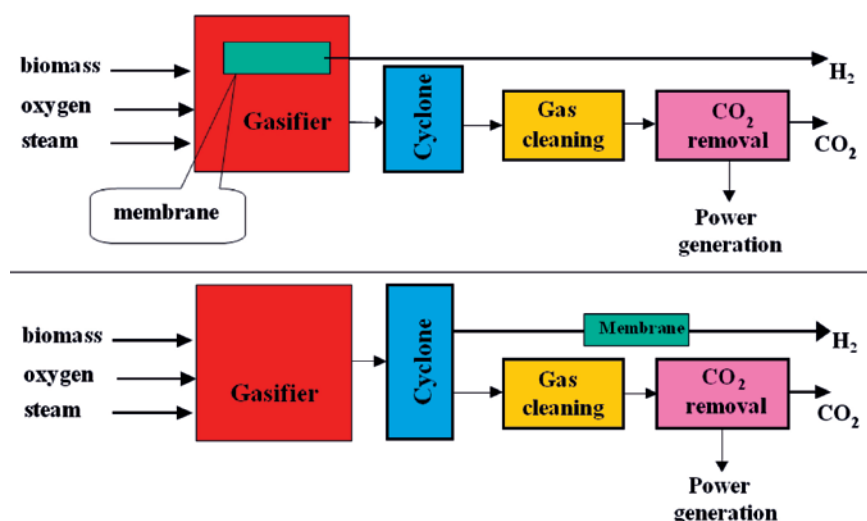 biomass
oxygen
steam
Gasifier
membrane
Cyclone
Gas
cleaning
CO₂
removal
H₂
CO₂
Power
generation
biomass
oxygen
steam
Gasifier
Cyclone
Membrane
H₂
Gas
cleaning
CO₂
removal
CO₂
Power
generation